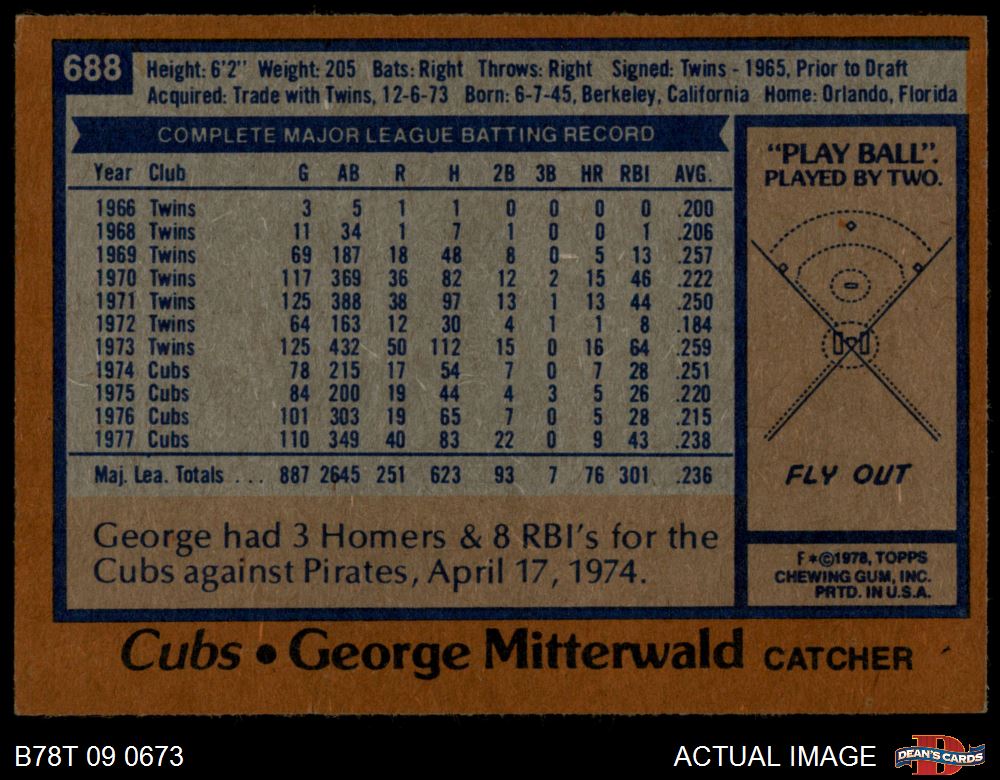 688
Height: 6'2" Weight: 205 Bats: Right Throws: Right Signed: Twins - 1965, Prior to Draft
Acquired: Trade with Twins, 12-6-73 Born: 6-7-45, Berkeley, California Home: Orlando, Florida
COMPLETE MAJOR LEAGUE BATTING RECORD
Year Club G AB R H 2B 3B HR RBI AVG.
1966 Twins 3 5 1 1 0 0 0 0 .200
1968 Twins 11 34 1 7 1 0 0 1 .206
1969 Twins 69 187 18 48 8 0 5 13 .257
1970 Twins 117 369 36 82 12 2 15 46 .222
1971 Twins 125 388 38 97 13 1 13 44 .250
1972 Twins 64 163 12 30 4 1 1 8 .184
1973 Twins 125 432 50 112 15 0 16 64 .259
1974 Cubs 78 215 17 54 7 0 7 28 .251
1975 Cubs 84 200 19 44 4 3 5 26 .220
1976 Cubs 101 303 19 65 7 0 5 28 .215
1977 Cubs 110 349 40 83 22 0 9 43 .238
Maj. Lea. Totals . . . 887 2645 251 623 93 7 76 301 .236
George had 3 Homers & 8 RBI's for the
Cubs against Pirates, April 17, 1974.
"PLAY BALL".
PLAYED BY TWO.
FLY OUT
F*©1978, TOPPS
CHEWING GUM, INC.
PRTD. IN U.S.A.
Cubs • George Mitterwald CATCHER
B78T 09 0673
ACTUAL IMAGE
D
DEAN'S CARDS